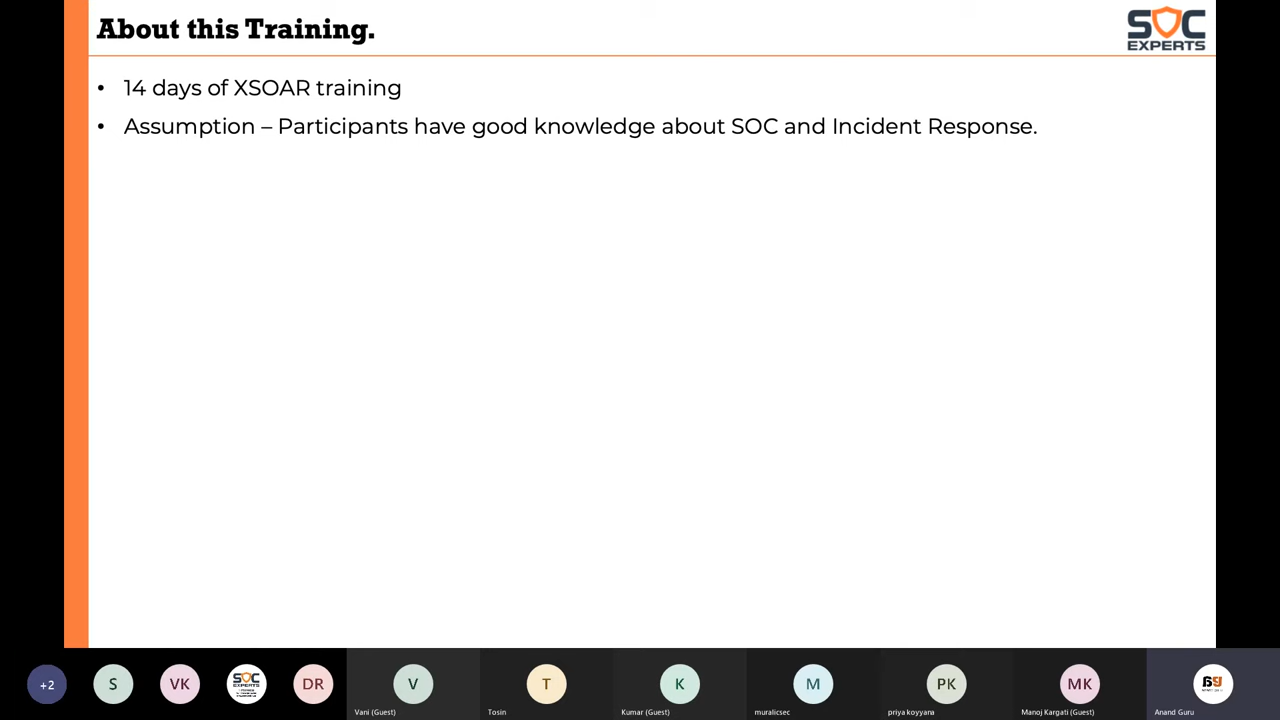 About this Training.
SOC
EXPERTS
• 14 days of XSOAR training
• Assumption – Participants have good knowledge about SOC and Incident Response.
+2
S
VK
SOC
EXPERTS
DR
V
T
K
M
PK
MK
Vani (Guest)
Tosin
Kumar (Guest)
muralicsec
priya koyyana
Manoj Kargati (Guest)
Anand Guru